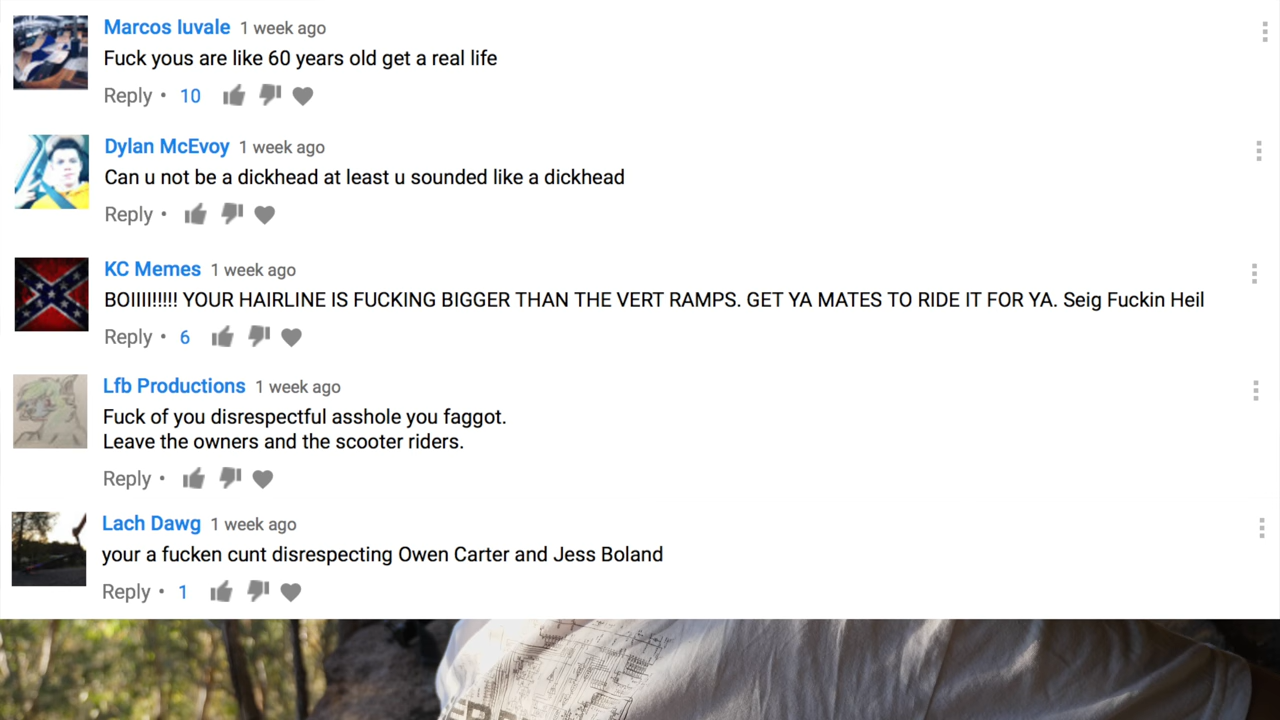 Marcos luvale 1 week ago
Fuck yous are like 60 years old get a real life
Reply • 10
Dylan McEvoy 1 week ago
Can u not be a dickhead at least u sounded like a dickhead
Reply •
KC Memes 1 week ago
BOIIII!!!!! YOUR HAIRLINE IS FUCKING BIGGER THAN THE VERT RAMPS. GET YA MATES TO RIDE IT FOR YA. Seig Fuckin Heil
Reply • 6
Lfb Productions 1 week ago
Fuck of you disrespectful asshole you faggot.
Leave the owners and the scooter riders.
Reply •
Lach Dawg 1 week ago
your a fucken cunt disrespecting Owen Carter and Jess Boland
Reply • 1